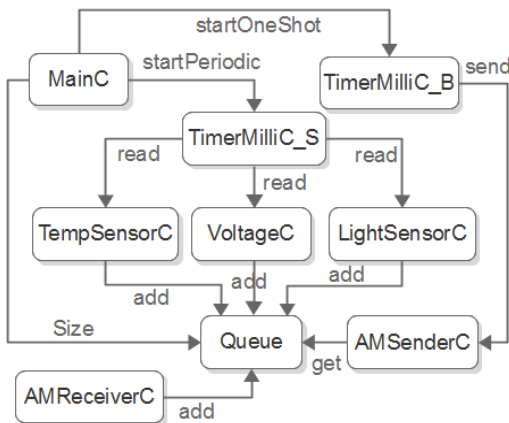 startOneShot
MainC
startPeriodic
TimerMilliC_B
send
TimerMilliC_S
read
read
read
TempSensorC
VoltageC
LightSensorC
add
add
add
Size
Queue
AMSenderC
get
AMReceiverC
add